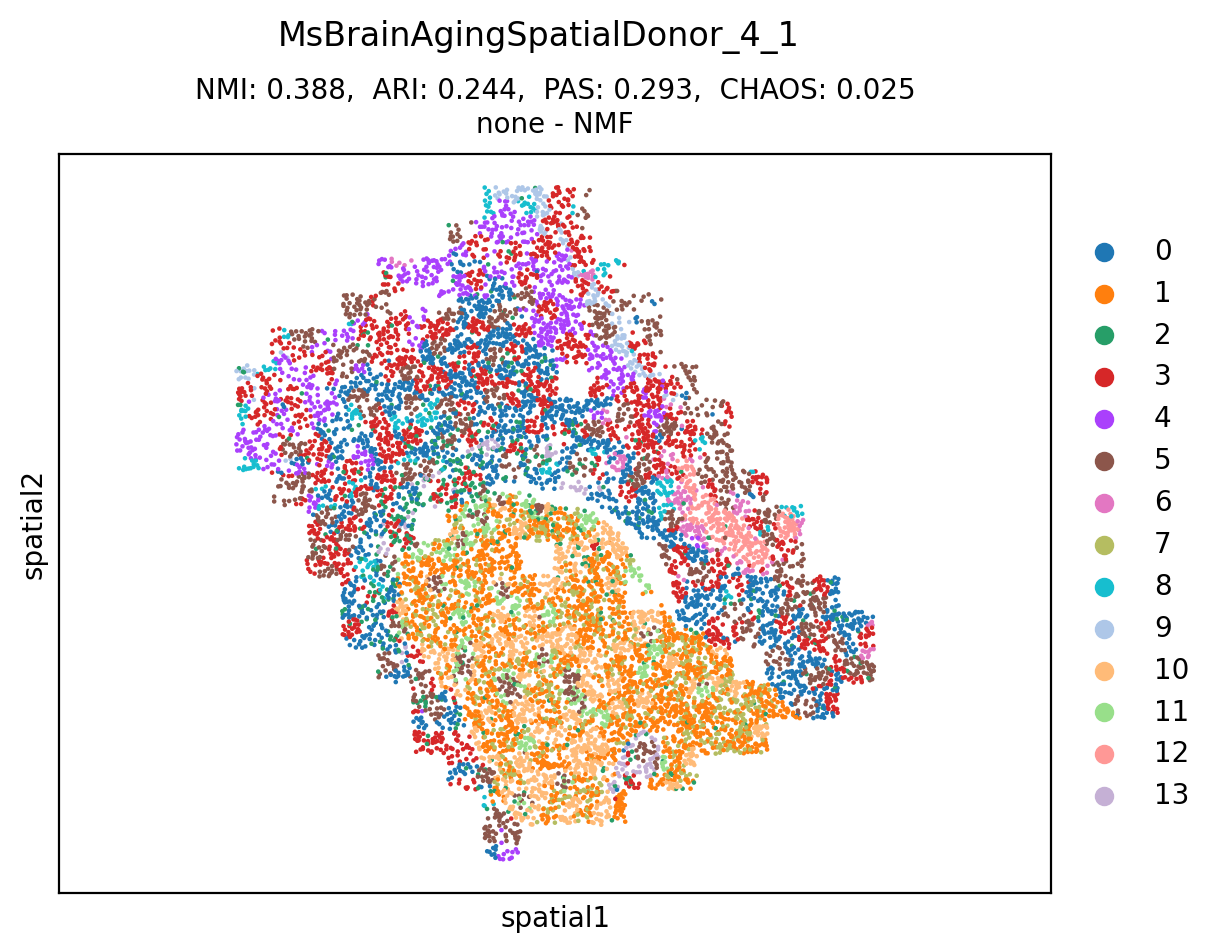 MsBrainAgingSpatialDonor_4_1
NMI: 0.388,  ARI: 0.244,  PAS: 0.293,  CHAOS: 0.025
none - NMF
0
1
2
3
4
5
6
7
8
9
10
11
12
13
spatial2
spatial1